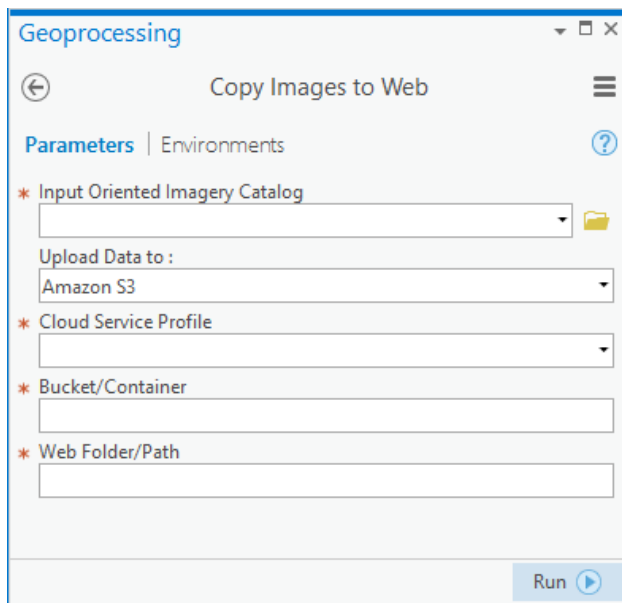 Geoprocessing
Copy Images to Web
Parameters | Environments
* Input Oriented Imagery Catalog
Upload Data to :
Amazon S3
* Cloud Service Profile
* Bucket/Container
* Web Folder/Path
Run